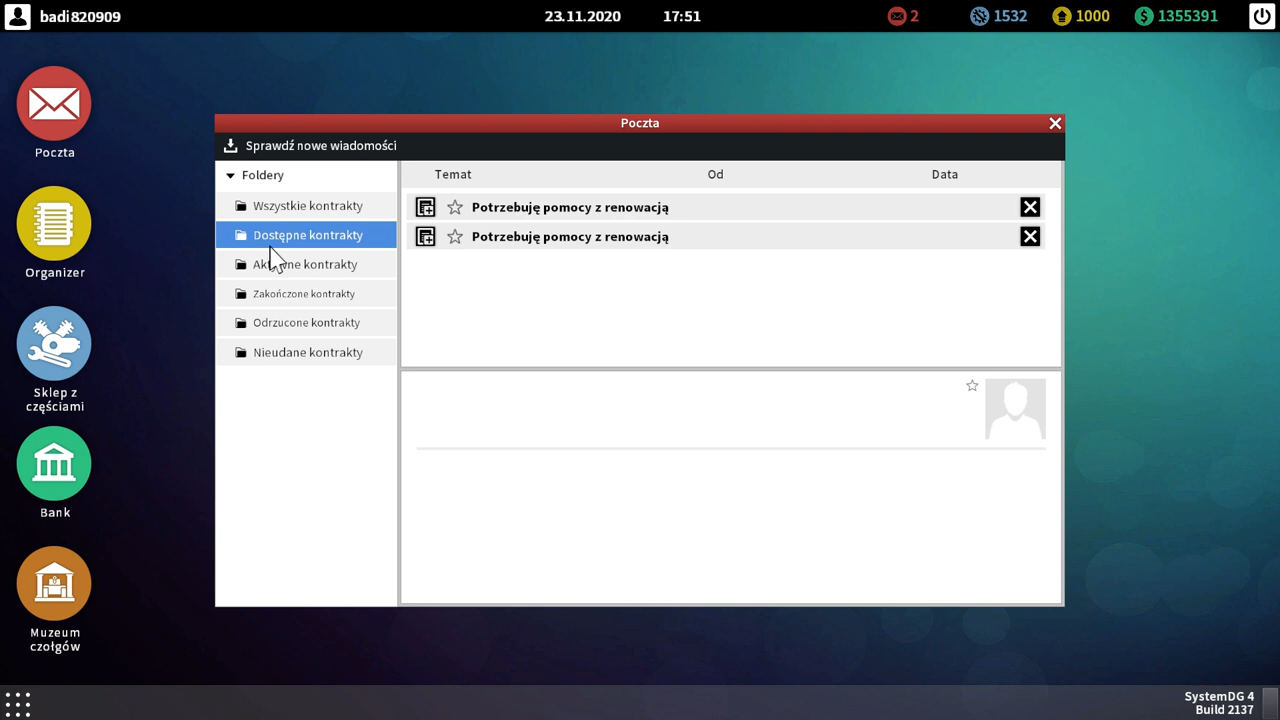 badi820909
23.11.2020
17:51
2
1532
1000
1355391
Poczta
Organizer
Sklep z
częściami
Bank
Muzeum
czołgów
Poczta
Sprawdź nowe wiadomości
Foldery
Wszystkie kontrakty
Dostępne kontrakty
Aktywne kontrakty
Zakończone kontrakty
Odrzucone kontrakty
Nieudane kontrakty
Temat
Od
Data
Potrzebuję pomocy z renowacją
Potrzebuję pomocy z renowacją
SystemDG 4
Build 2137